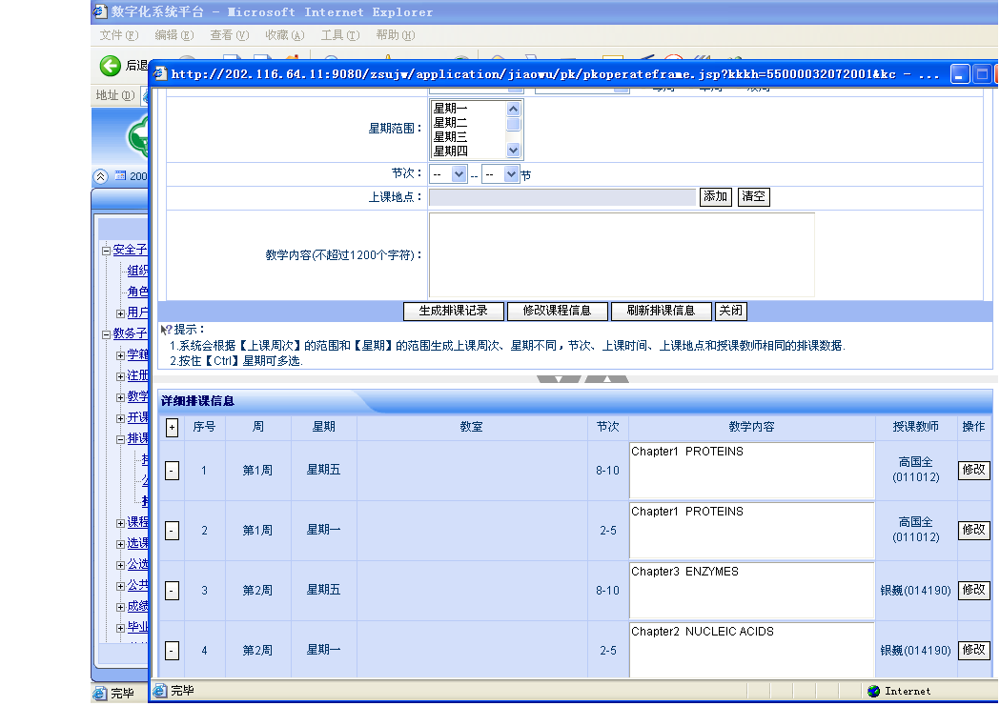 数字化系统平台 - Microsoft Internet Explorer
文件(F) 编辑(E) 查看(V) 收藏(A) 工具(T) 帮助(H)
后退
http://202.116.64.11:9080/zsujw/application/jiaowu/pk/pkoperateframe.jsp?kkkh=55000032072001&kc - ...
地址(D)
星期范围：
星期一
星期二
星期三
星期四
200
节次： -- -- -- 节
上课地点： 添加 清空
教学内容(不超过1200个字符)：
生成排课记录 修改课程信息 刷新排课信息 关闭
提示：
1.系统会根据【上课周次】的范围和【星期】的范围生成上课周次、星期不同，节次、上课时间、上课地点和授课教师相同的排课数据.
2.按住【Ctrl】星期可多选.
安全子
组织
角色
用户
教务子
学籍
注册
教学
开课
排课
课程
选课
公选
公共
成绩
毕业
详细排课信息
+ 序号 周 星期 教室 节次 教学内容 授课教师 操作
- 1 第1周 星期五 8-10 Chapter1 PROTEINS 高国全(011012) 修改
- 2 第1周 星期一 2-5 Chapter1 PROTEINS 高国全(011012) 修改
- 3 第2周 星期五 8-10 Chapter3 ENZYMES 银巍(014190) 修改
- 4 第2周 星期一 2-5 Chapter2 NUCLEIC ACIDS 银巍(014190) 修改
完毕
完毕 Internet